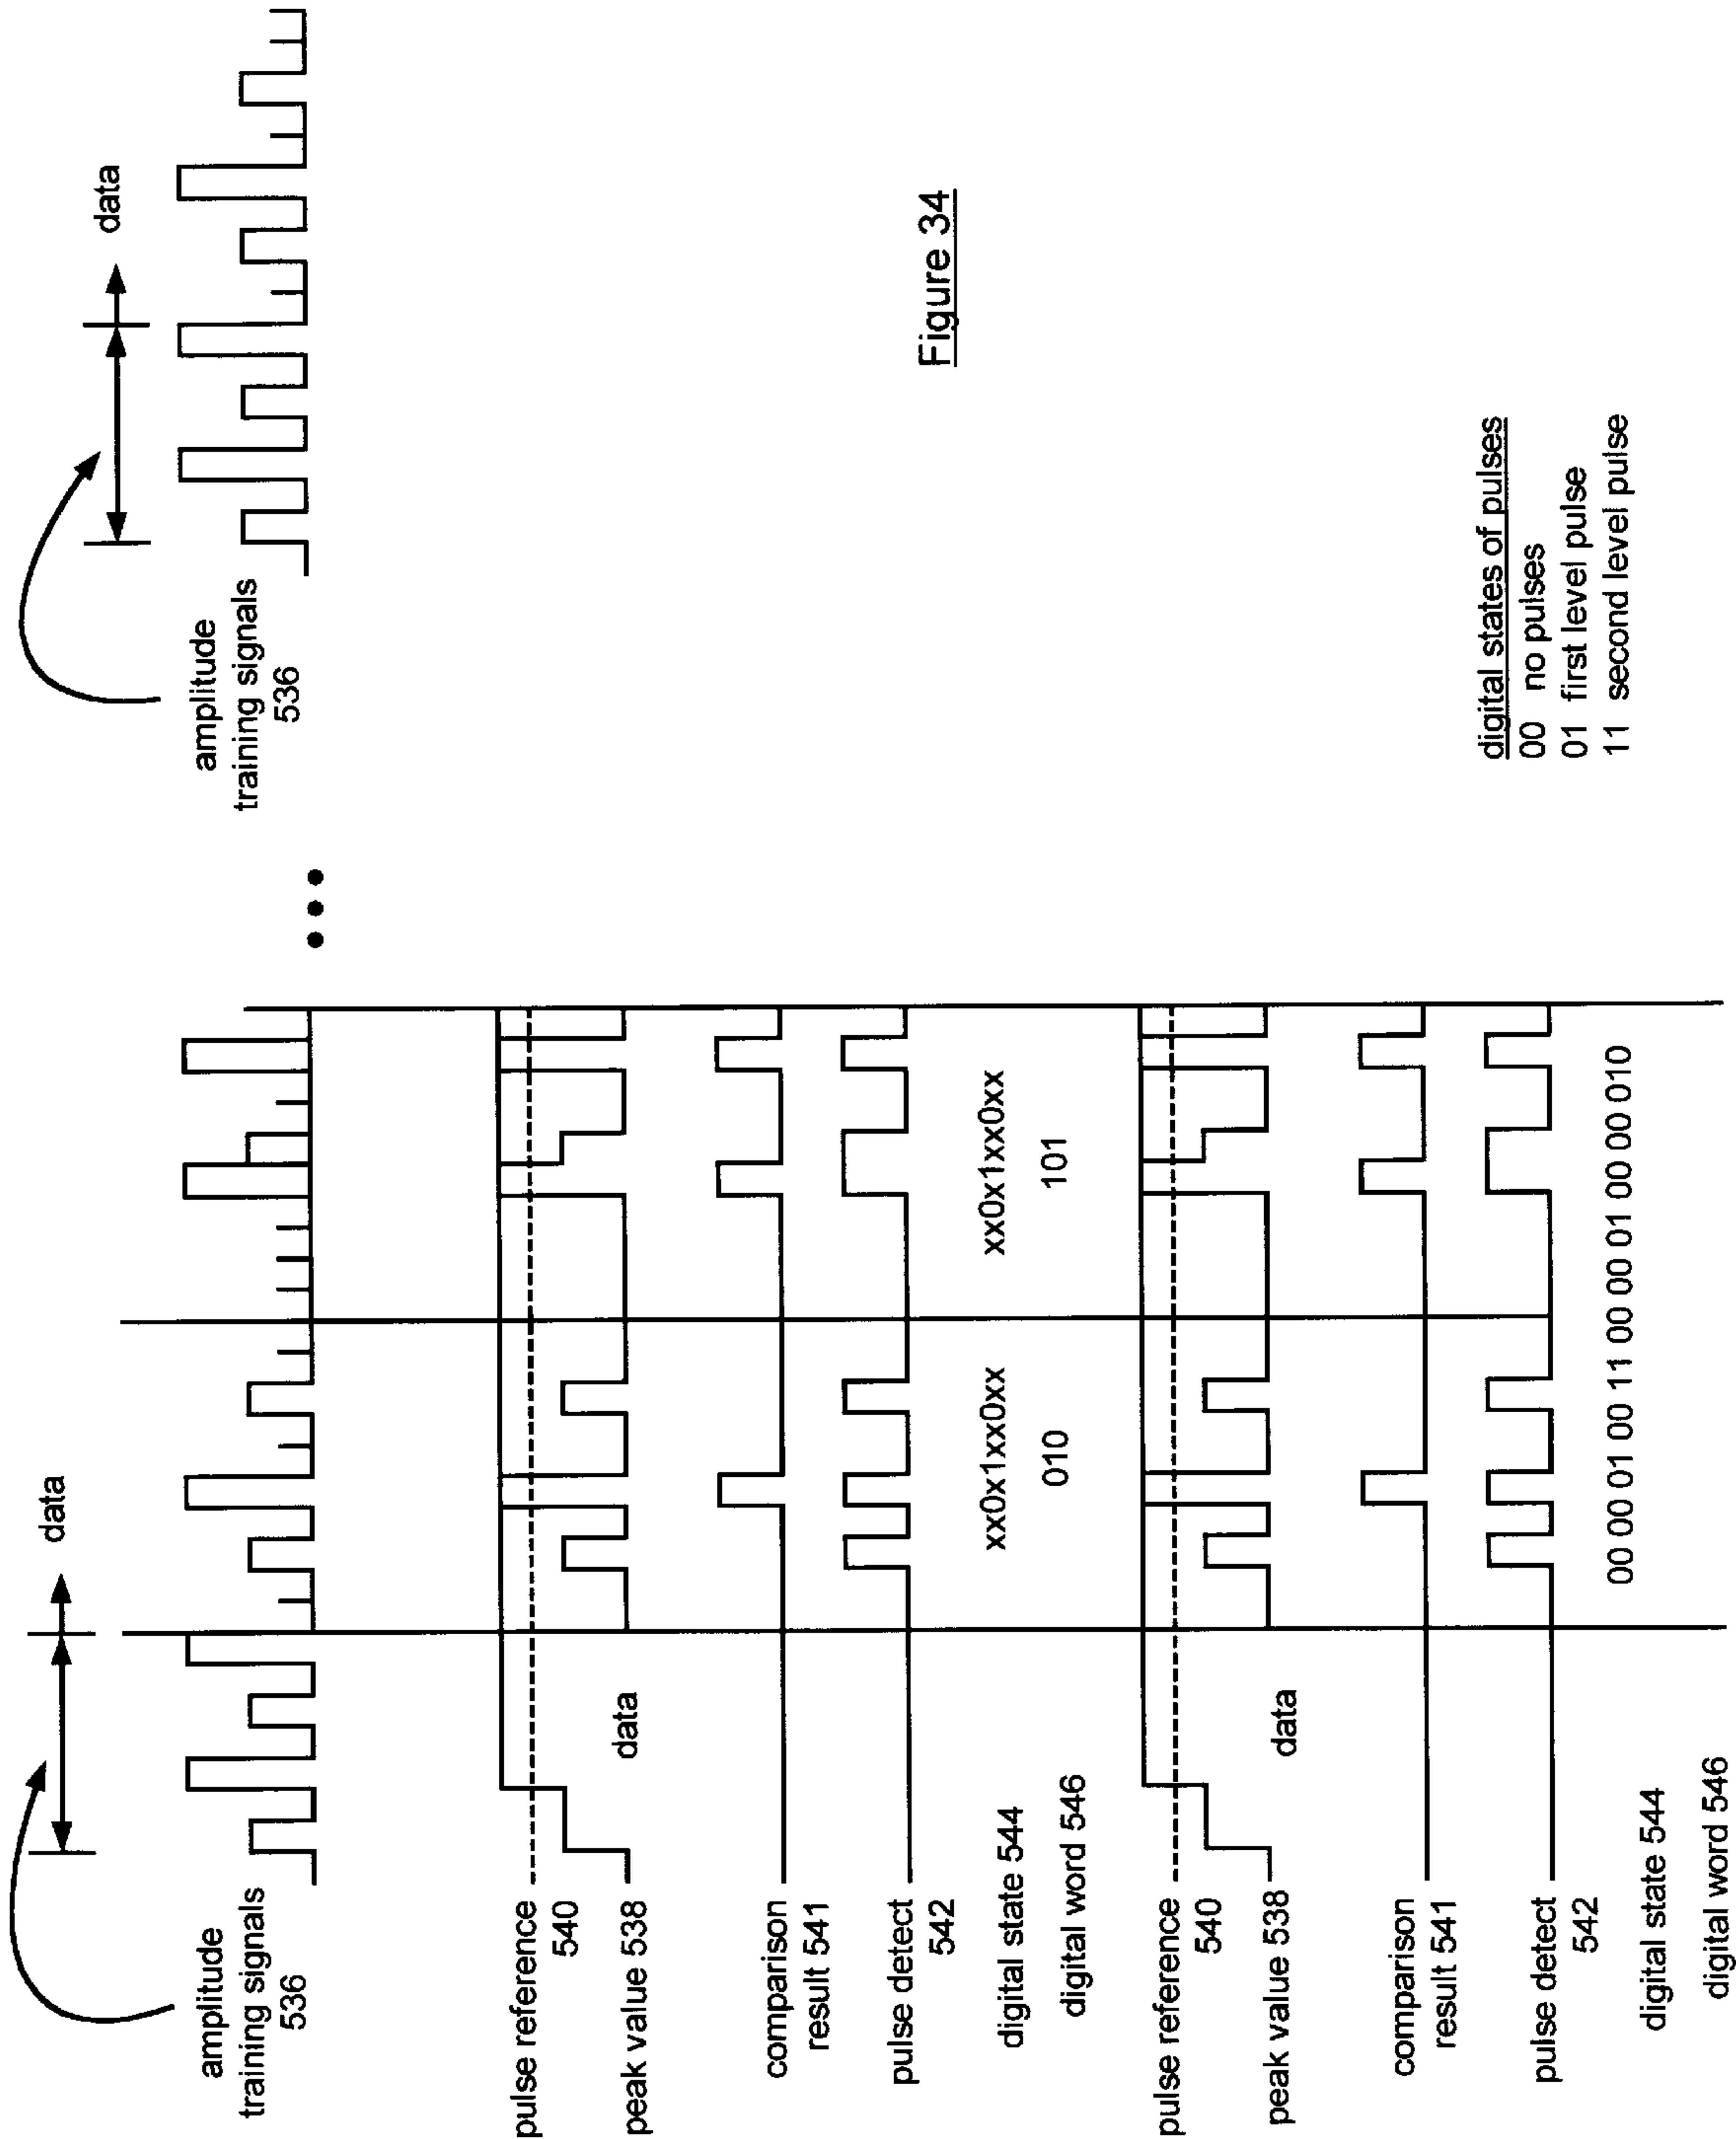 amplitude
training signals
536
data
amplitude
training signals
536
data
pulse reference
540
peak value 538
data
comparison
result 541
pulse detect
542
digital state 544
xx0x1xx0xx
xx0x1xx0xx
digital word 546
010
101
Figure 34
pulse reference
540
peak value 538
data
comparison
result 541
pulse detect
542
digital state 544
00 00 01 00 11 00 00 01 00 00 010
digital word 546
digital states of pulses
00 no pulses
01 first level pulse
11 second level pulse